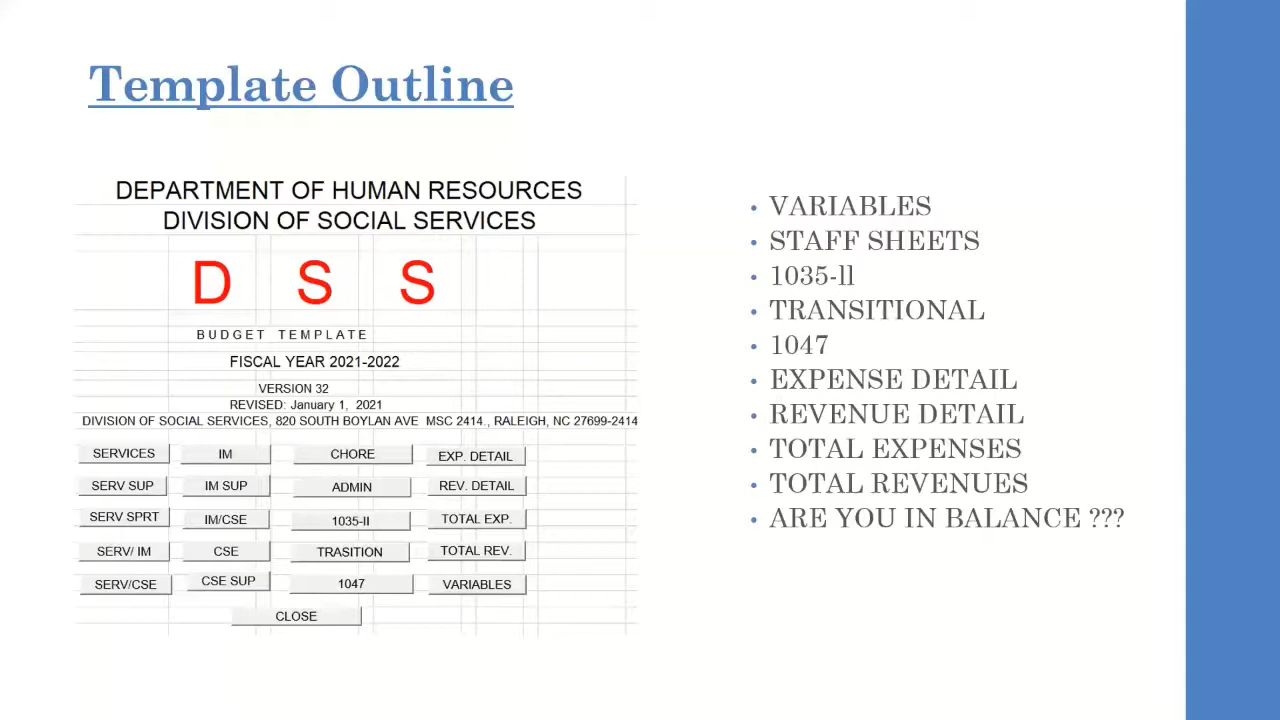 Template Outline
DEPARTMENT OF HUMAN RESOURCES
DIVISION OF SOCIAL SERVICES
D S S
BUDGET TEMPLATE
FISCAL YEAR 2021-2022
VERSION 32
REVISED: January 1, 2021
DIVISION OF SOCIAL SERVICES, 820 SOUTH BOYLAN AVE MSC 2414., RALEIGH, NC 27699-2414
SERVICES IM CHORE EXP. DETAIL
SERV SUP IM SUP ADMIN REV. DETAIL
SERV SPRT IM/CSE 1035-II TOTAL EXP.
SERV/ IM CSE TRASITION TOTAL REV.
SERV/CSE CSE SUP 1047 VARIABLES
CLOSE
• VARIABLES
• STAFF SHEETS
• 1035-ll
• TRANSITIONAL
• 1047
• EXPENSE DETAIL
• REVENUE DETAIL
• TOTAL EXPENSES
• TOTAL REVENUES
• ARE YOU IN BALANCE ???